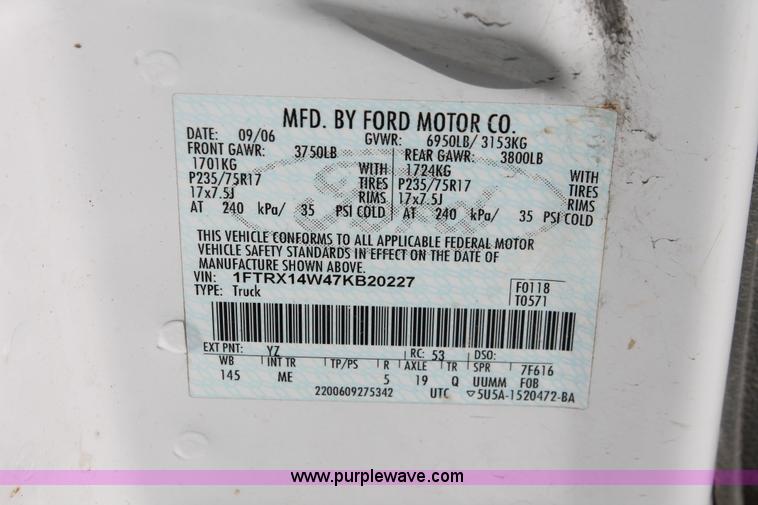 MFD. BY FORD MOTOR CO.
DATE: 09/06 GVWR: 6950LB/ 3153KG
FRONT GAWR: 3750LB REAR GAWR: 3800LB
1701KG WITH 1724KG WITH
P235/75R17 TIRES P235/75R17 TIRES
17x7.5J RIMS 17x7.5J RIMS
AT 240 kPa/ 35 PSI COLD AT 240 kPa/ 35 PSI COLD
Ford
THIS VEHICLE CONFORMS TO ALL APPLICABLE FEDERAL MOTOR
VEHICLE SAFETY STANDARDS IN EFFECT ON THE DATE OF
MANUFACTURE SHOWN ABOVE.
VIN: 1FTRX14W47KB20227 F0118
TYPE: Truck T0571
EXT PNT: YZ RC: 53 DSO:
WB INT TR TP/PS R AXLE TR SPR 7F616
145 ME 5 19 Q UUMM FOB
2200609275342 UTC ▽5U5A-1520472-BA
www.purplewave.com